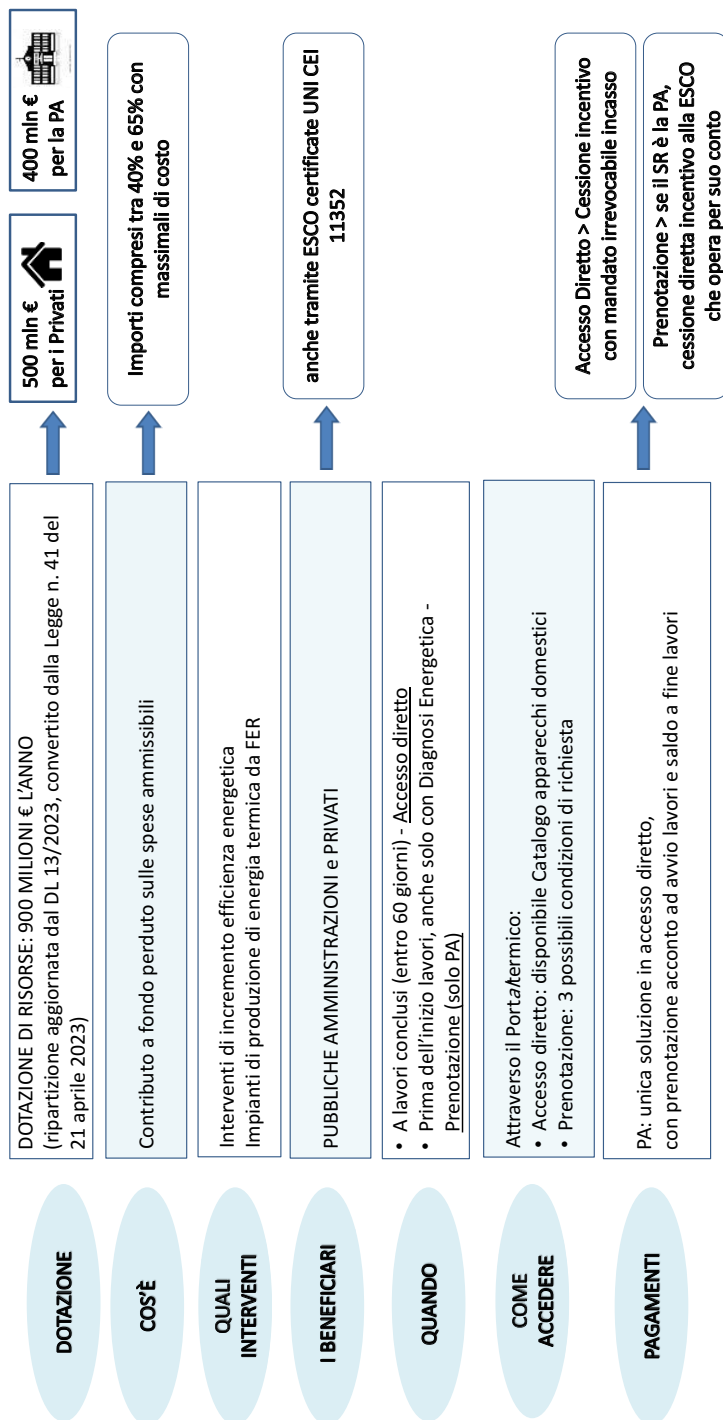 DOTAZIONE
DOTAZIONE DI RISORSE: 900 MILIONI € L'ANNO
(ripartizione aggiornata dal DL 13/2023, convertito dalla Legge n. 41 del
21 aprile 2023)
500 mln €
per i Privati
400 mln €
per la PA
COS'È
Contributo a fondo perduto sulle spese ammissibili
Importi compresi tra 40% e 65% con
massimali di costo
QUALI
INTERVENTI
Interventi di incremento efficienza energetica
Impianti di produzione di energia termica da FER
I BENEFICIARI
PUBBLICHE AMMINISTRAZIONI e PRIVATI
anche tramite ESCO certificate UNI CEI
11352
QUANDO
• A lavori conclusi (entro 60 giorni) - Accesso diretto
• Prima dell'inizio lavori, anche solo con Diagnosi Energetica -
Prenotazione (solo PA)
COME
ACCEDERE
Attraverso il Portaltermico:
• Accesso diretto: disponibile Catalogo apparecchi domestici
• Prenotazione: 3 possibili condizioni di richiesta
PAGAMENTI
PA: unica soluzione in accesso diretto,
con prenotazione acconto ad avvio lavori e saldo a fine lavori
Accesso Diretto > Cessione incentivo
con mandato irrevocabile incasso
Prenotazione > se il SR è la PA,
cessione diretta incentivo alla ESCO
che opera per suo conto